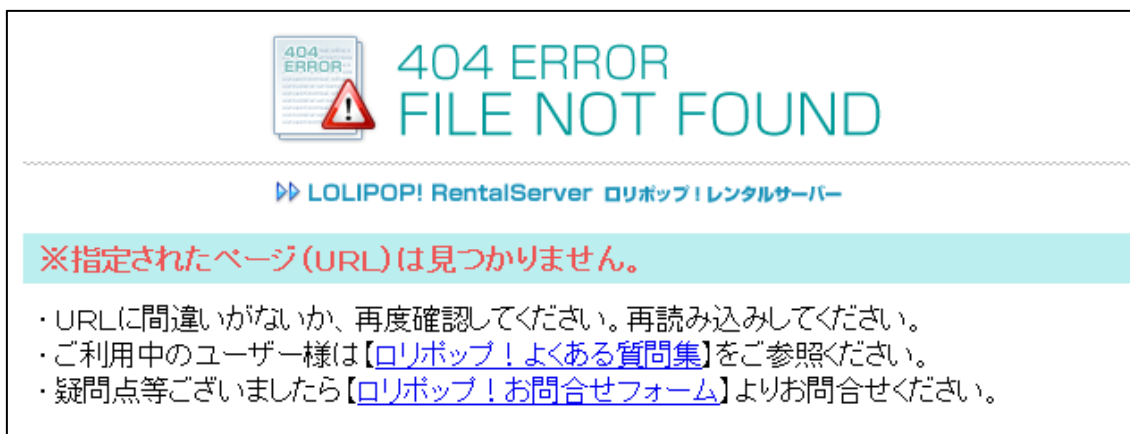 404
ERROR
404 ERROR
FILE NOT FOUND
LOLIPOP! RentalServer ロリポップ!レンタルサーバー
※指定されたページ(URL)は見つかりません。
・URLに間違いがないか、再度確認してください。再読み込みしてください。
・ご利用中のユーザー様は【ロリポップ!よくある質問集】をご参照ください。
・疑問点等ございましたら【ロリポップ!お問合せフォーム】よりお問合せください。